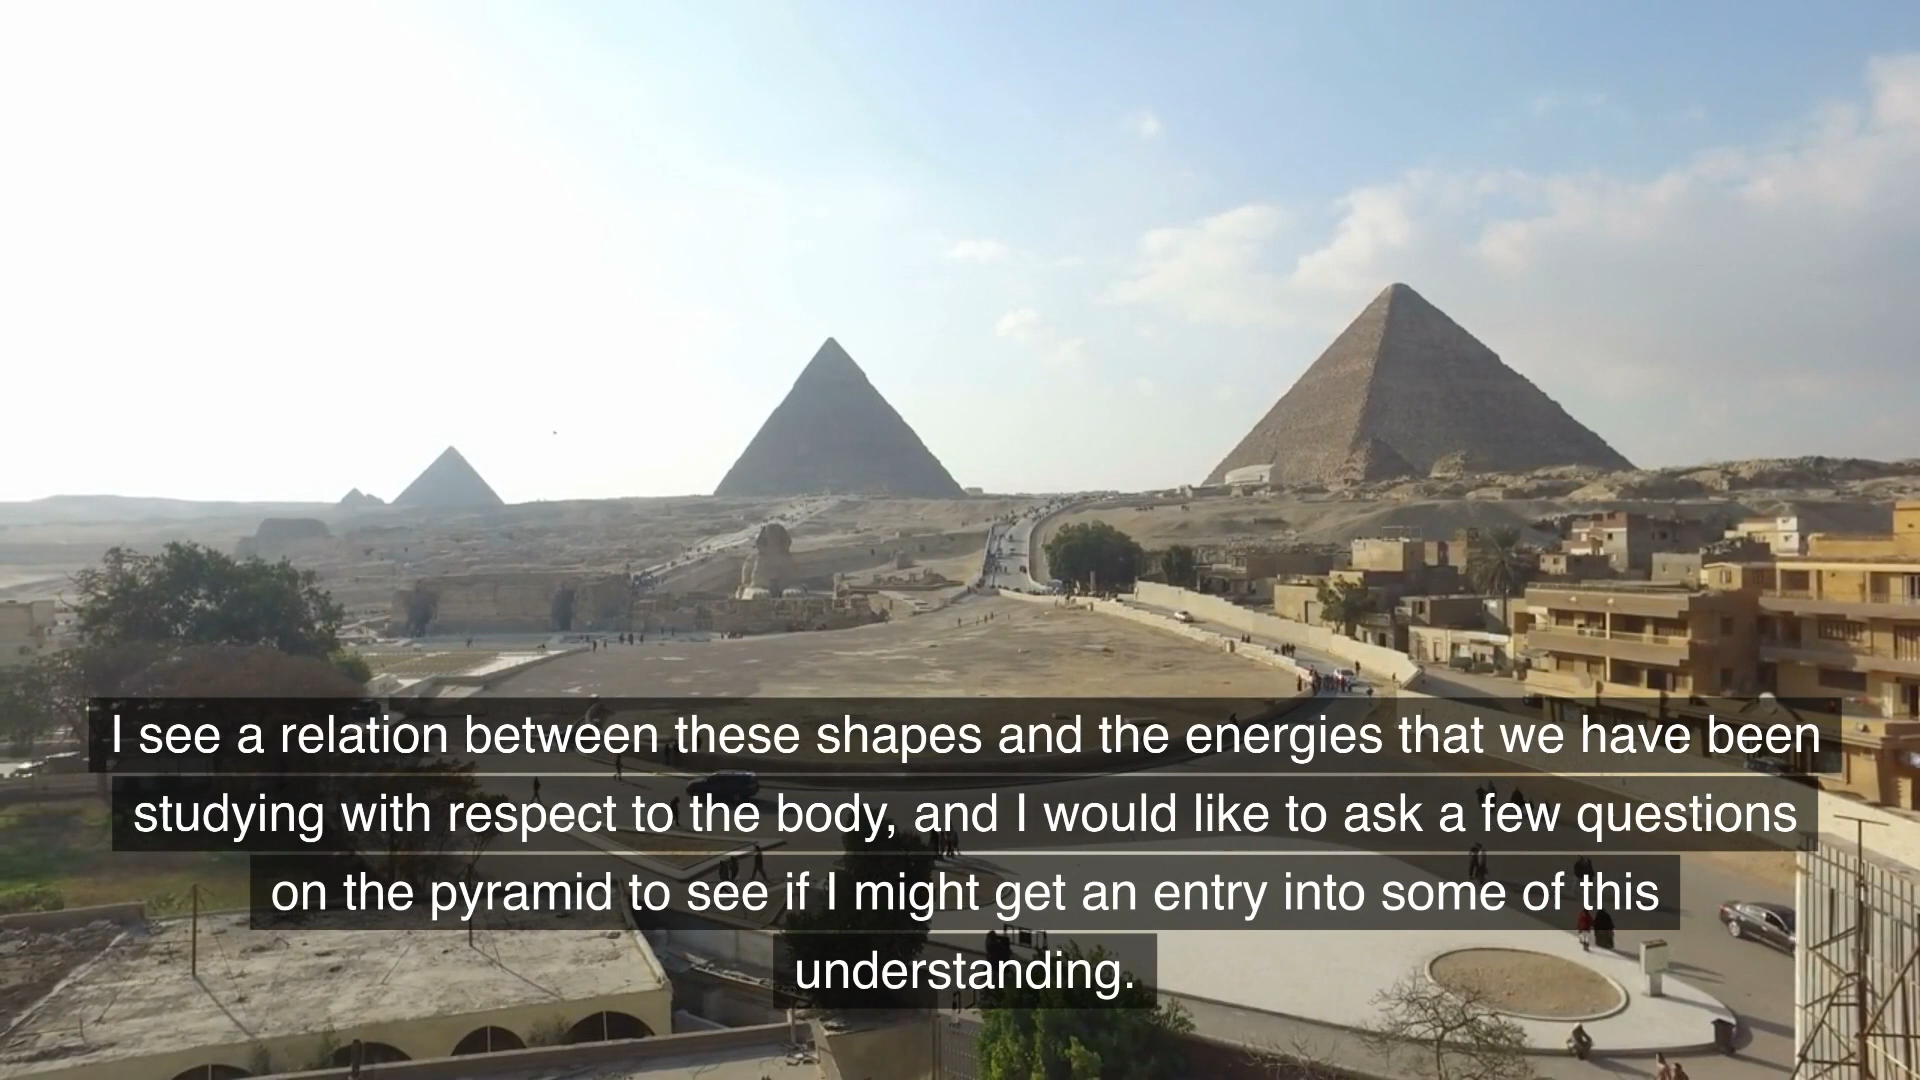 I see a relation between these shapes and the energies that we have been
studying with respect to the body, and I would like to ask a few questions
on the pyramid to see if I might get an entry into some of this
understanding.